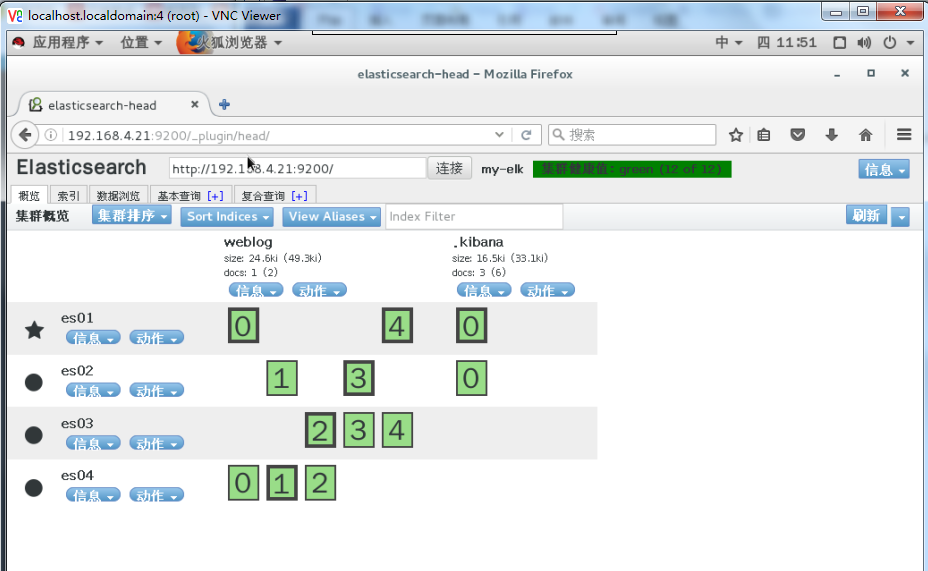 localhost.localdomain:4 (root) - VNC Viewer
应用程序 位置 火狐浏览器 中 四 11:51
elasticsearch-head - Mozilla Firefox
elasticsearch-head
192.168.4.21:9200/_plugin/head/ 搜索
Elasticsearch http://192.168.4.21:9200/ 连接 my-elk 集群健康值: green (12 of 12) 信息
概览 索引 数据浏览 基本查询 [+] 复合查询 [+]
集群概览 集群排序 Sort Indices View Aliases Index Filter 刷新
weblog .kibana
size: 24.6ki (49.3ki) size: 16.5ki (33.1ki)
docs: 1 (2) docs: 3 (6)
信息 动作 信息 动作
es01 0 4 0
信息 动作
es02 1 3 0
信息 动作
es03 2 3 4
信息 动作
es04 0 1 2
信息 动作